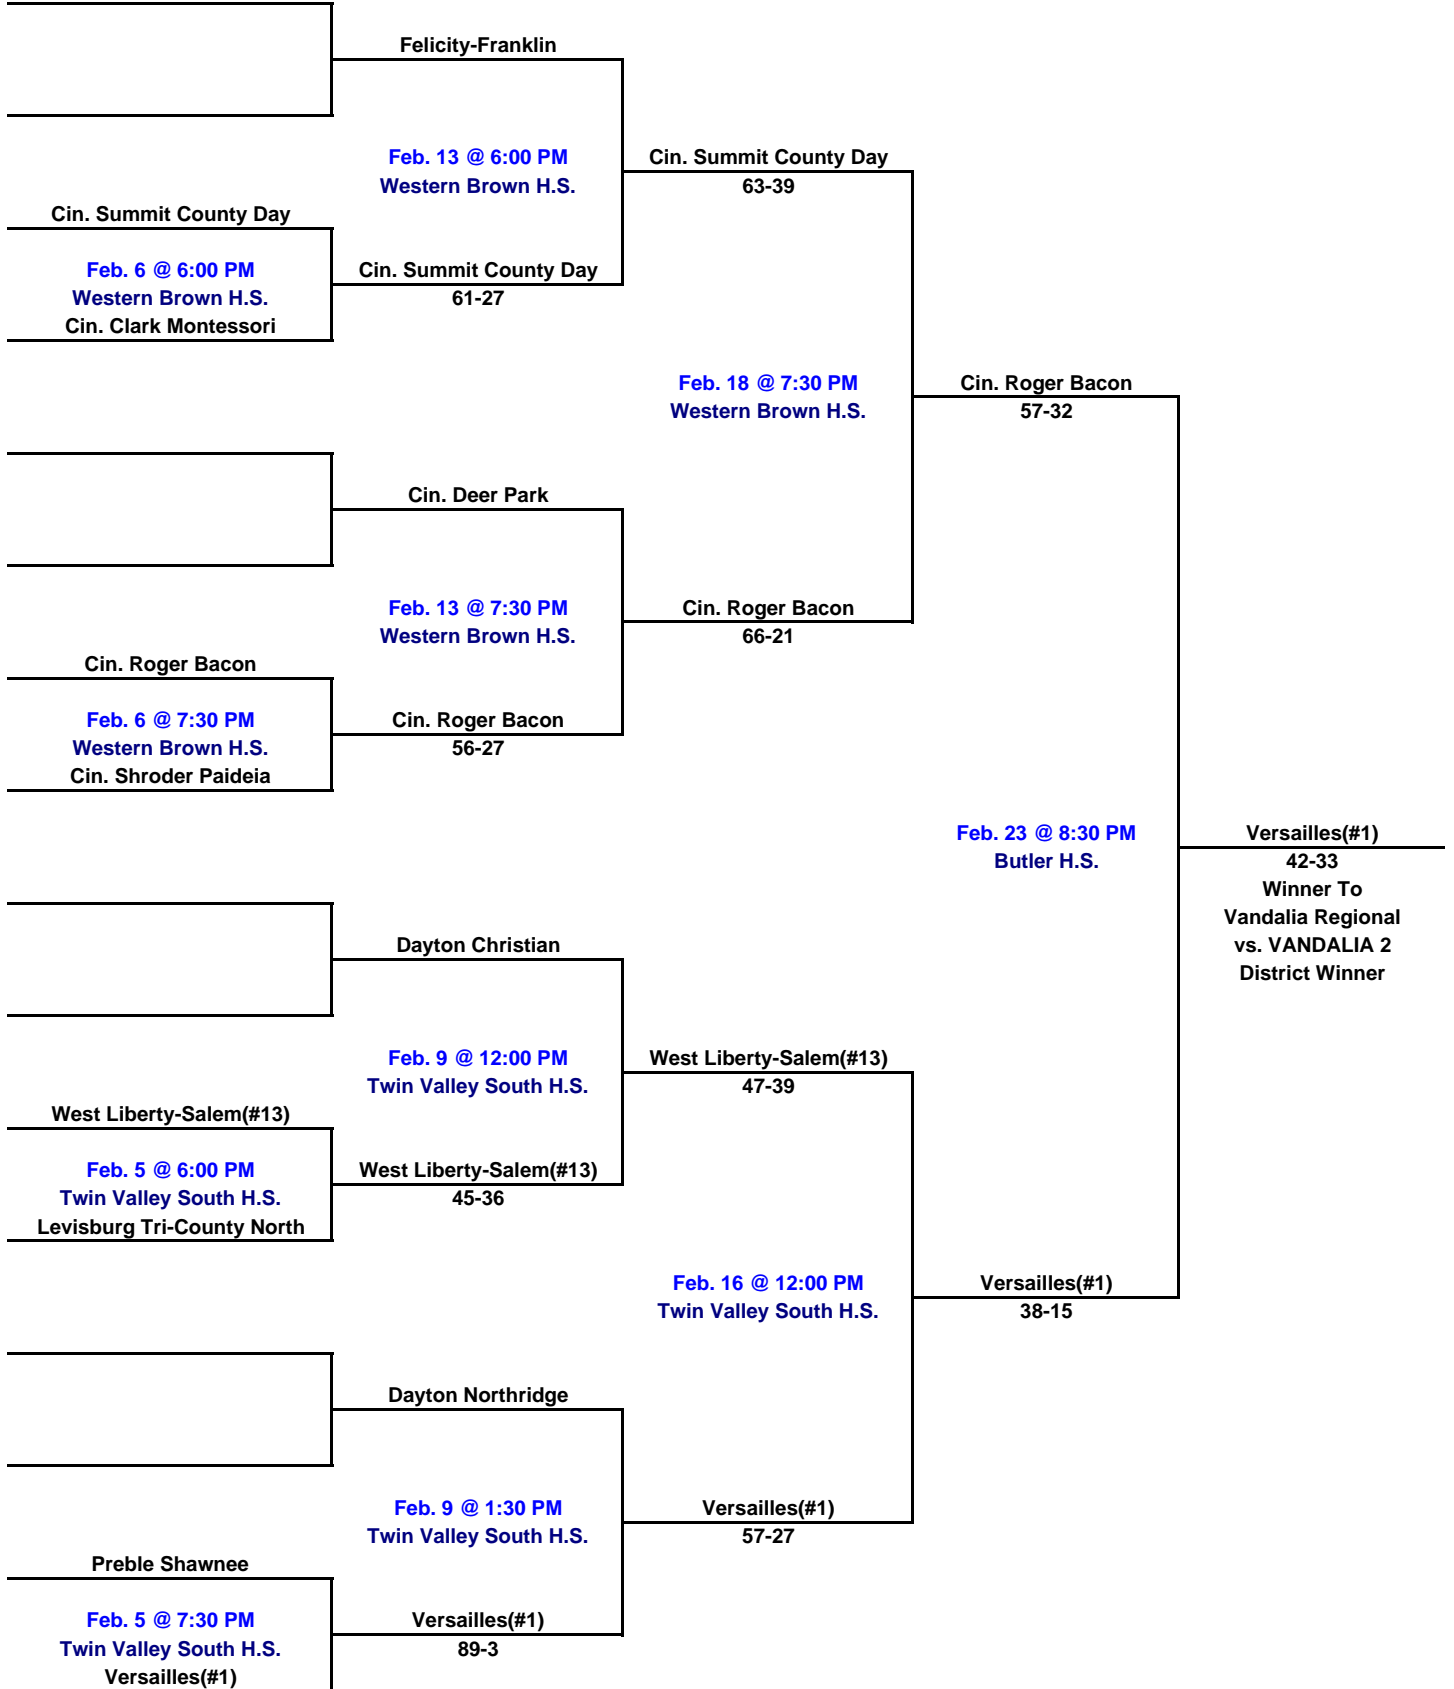 Felicity-Franklin
Feb. 13 @ 6:00 PM
Western Brown H.S.
Cin. Summit County Day
63-39
Cin. Summit County Day
Feb. 6 @ 6:00 PM
Western Brown H.S.
Cin. Clark Montessori
Cin. Summit County Day
61-27
Feb. 18 @ 7:30 PM
Western Brown H.S.
Cin. Roger Bacon
57-32
Cin. Deer Park
Feb. 13 @ 7:30 PM
Western Brown H.S.
Cin. Roger Bacon
66-21
Cin. Roger Bacon
Feb. 6 @ 7:30 PM
Western Brown H.S.
Cin. Shroder Paideia
Cin. Roger Bacon
56-27
Feb. 23 @ 8:30 PM
Butler H.S.
Versailles(#1)
42-33
Winner To
Vandalia Regional
vs. VANDALIA 2
District Winner
Dayton Christian
Feb. 9 @ 12:00 PM
Twin Valley South H.S.
West Liberty-Salem(#13)
47-39
West Liberty-Salem(#13)
Feb. 5 @ 6:00 PM
Twin Valley South H.S.
Levisburg Tri-County North
West Liberty-Salem(#13)
45-36
Feb. 16 @ 12:00 PM
Twin Valley South H.S.
Versailles(#1)
38-15
Dayton Northridge
Feb. 9 @ 1:30 PM
Twin Valley South H.S.
Versailles(#1)
57-27
Preble Shawnee
Feb. 5 @ 7:30 PM
Twin Valley South H.S.
Versailles(#1)
Versailles(#1)
89-3